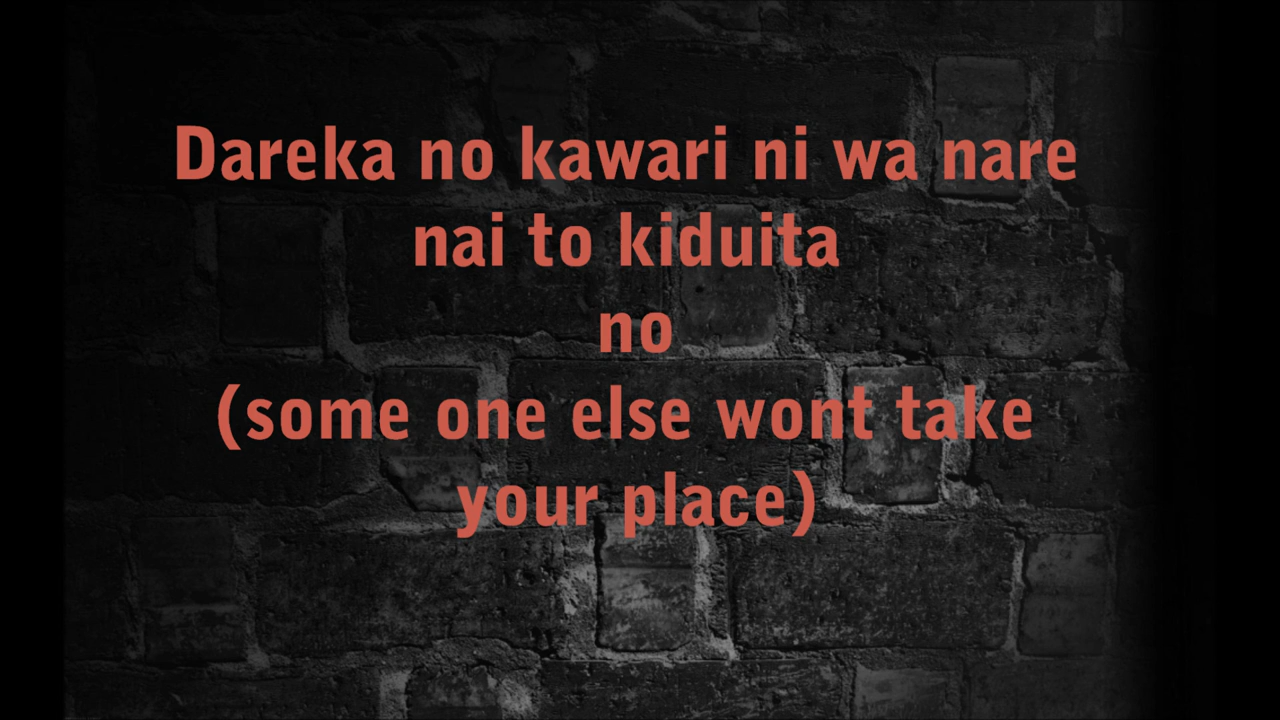 Dareka no kawari ni wa nare
nai to kiduita
no
(some one else wont take
your place)